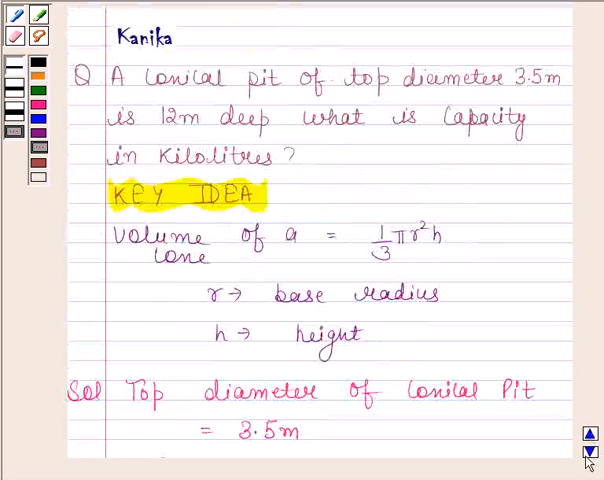 Kanika
Q A Conical pit of top diameter 3.5m
is 12m deep what is Capacity
in Kilolitres?
KEY IDEA
Volume of a = 1/3 πr²h
Cone
r → base radius
h → height
Sol Top diameter of Conical Pit
= 3.5m